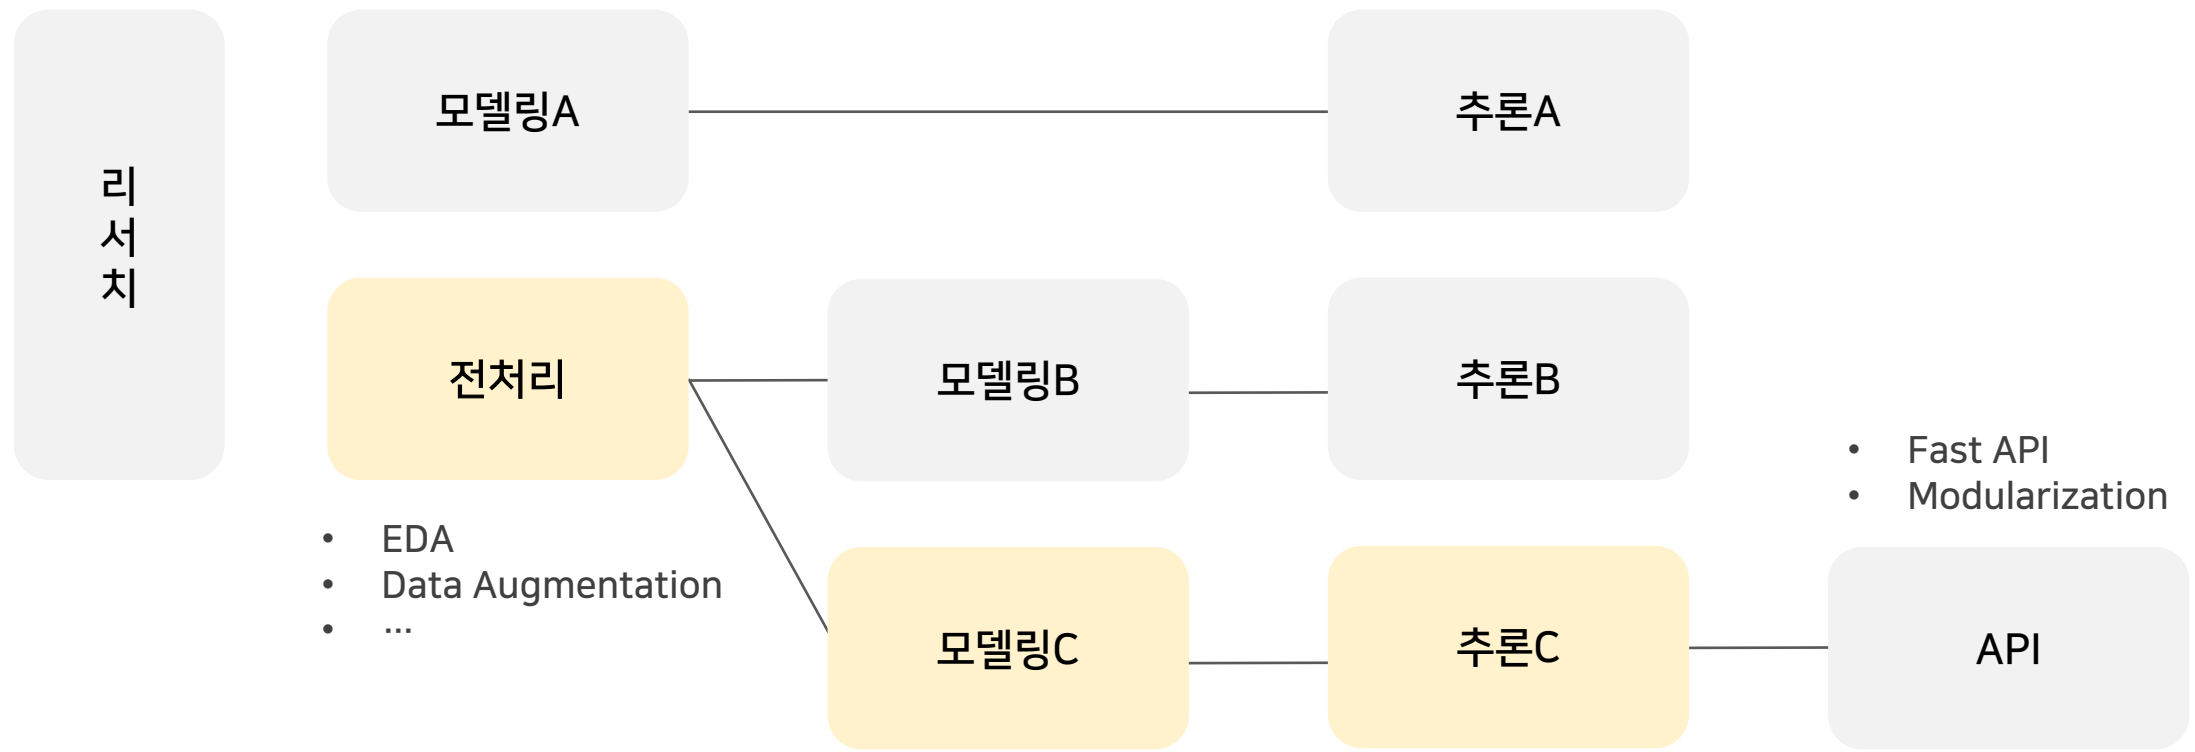 리
서
치
모델링A
추론A
전처리
모델링B
추론B
• EDA
• Data Augmentation
• ...
• Fast API
• Modularization
모델링C
추론C
API